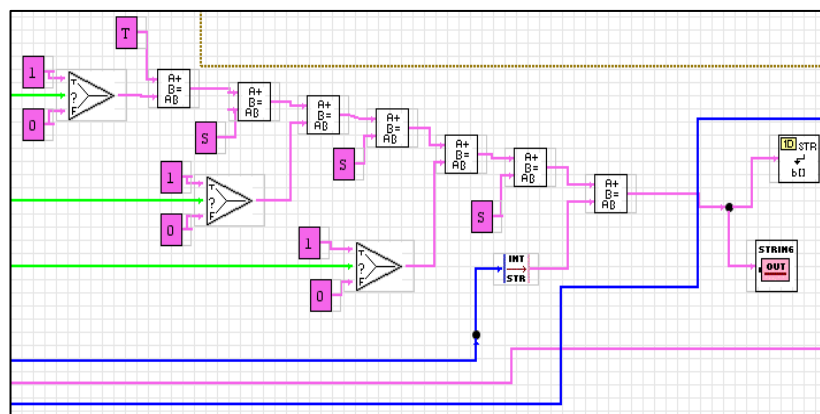 T
1
T
?
F
0
A+
B=
AB
A+
B=
AB
S
A+
B=
AB
A+
B=
AB
S
A+
B=
AB
A+
B=
AB
S
A+
B=
AB
1D STR
b[]
1
T
?
F
0
1
T
?
F
0
INT
STR
STRING
OUT